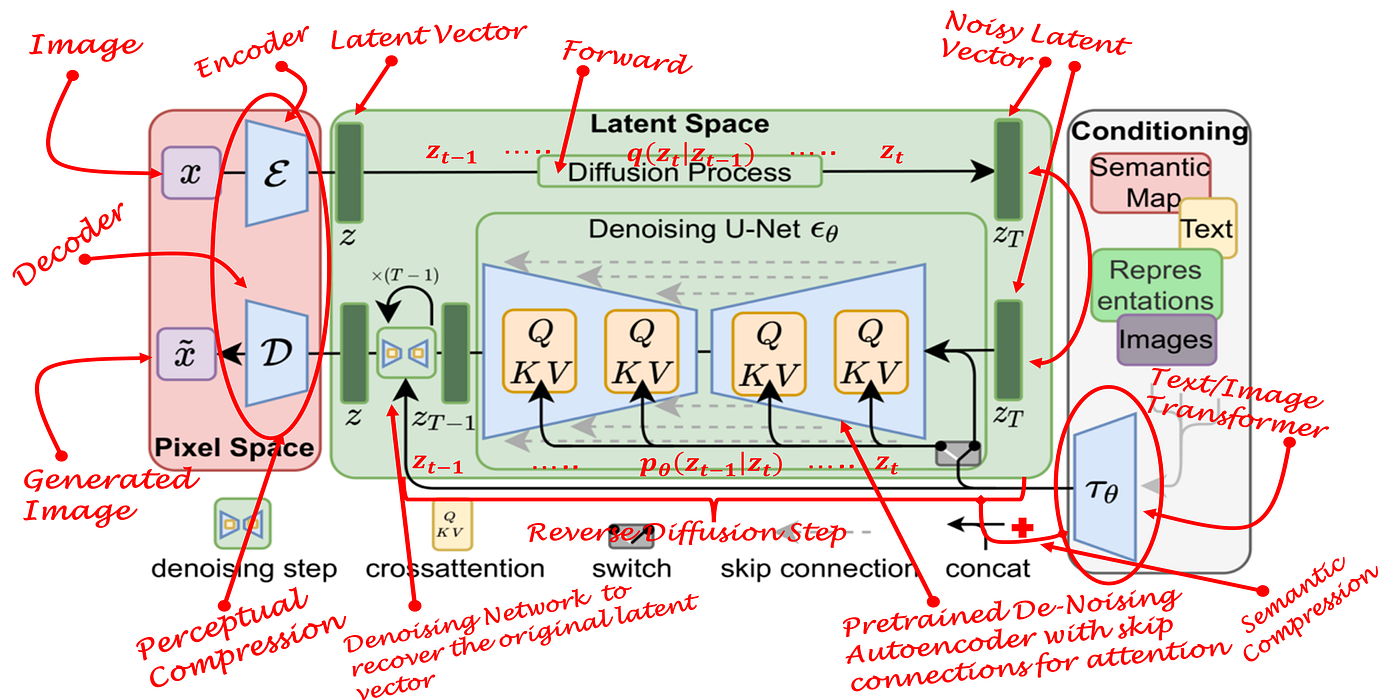 Image
Encoder
Latent Vector
Forward
Noisy Latent
Vector
Latent Space
Conditioning
z_{t-1} ..... q(z_t|z_{t-1}) ..... z_t
Diffusion Process
x
ℰ
z
z_T
Semantic
Map
Text
Repres
entations
Images
Decoder
Denoising U-Net ϵ_θ
×(T − 1)
Q
K V
Q
K V
Q
K V
Q
K V
x̃
𝒟
z
z_{T−1}
z_T
Pixel Space
Text/Image
Transformer
τ_θ
z_{t-1} ..... p_θ(z_{t-1}|z_t) ...... z_t
Generated
Image
Reverse Diffusion Step
Q
K V
denoising step
crossattention
switch
skip connection
concat
Perceptual
Compression
Denoising Network to
recover the original latent
vector
Pretrained De-Noising
Autoencoder with skip
connections for attention
Semantic
Compression